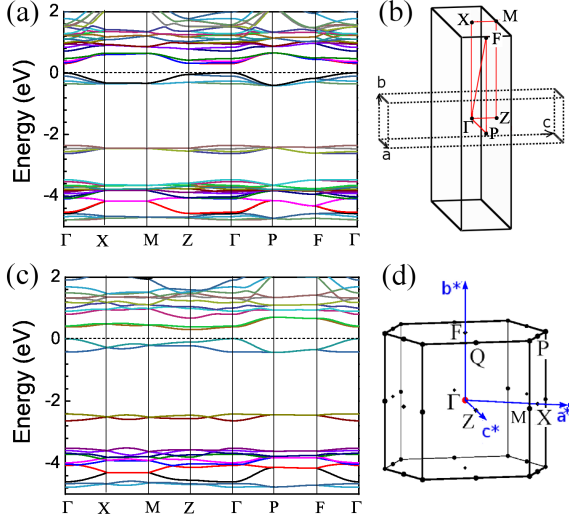 (a)
Energy (eV)
2
0
-2
-4
Γ X M Z Γ P F Γ
(b)
X M
F
b
Γ Z
c
a P
(c)
Energy (eV)
2
0
-2
-4
Γ X M Z Γ P F Γ
(d)
b*
F
P
Q
Γ
M X
Z a*
c*